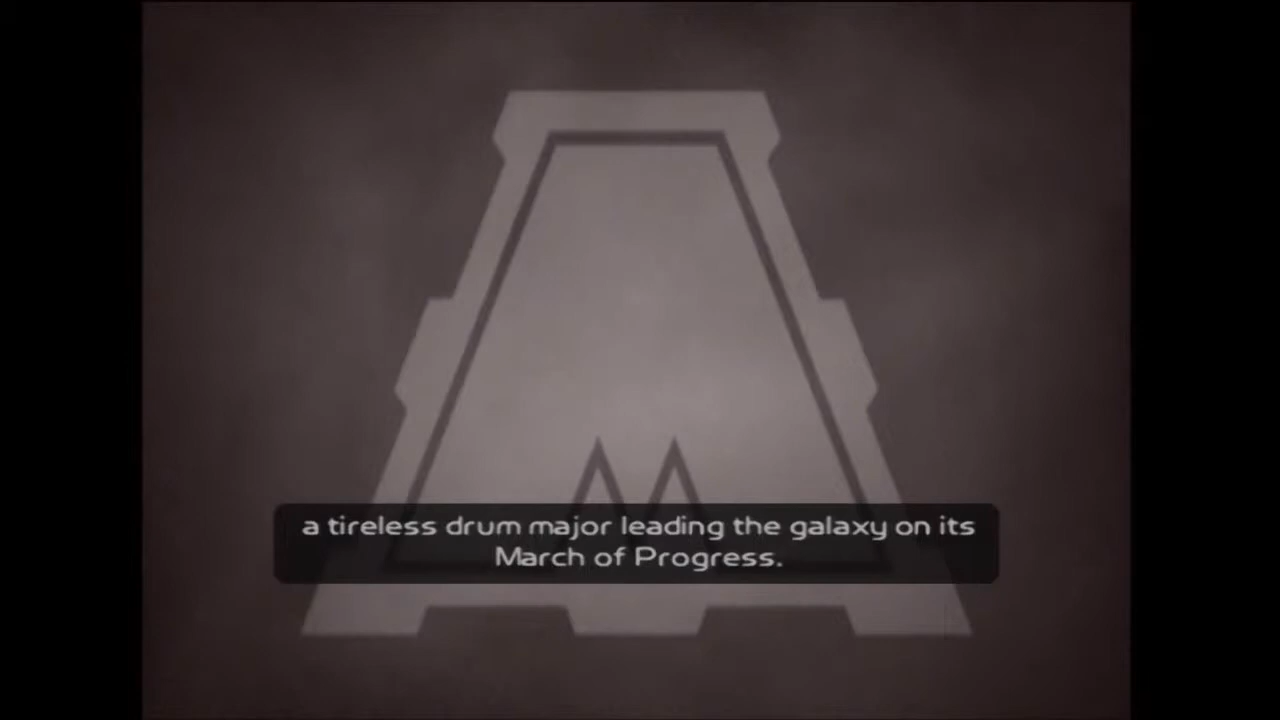 a tireless drum major leading the galaxy on its
March of Progress.